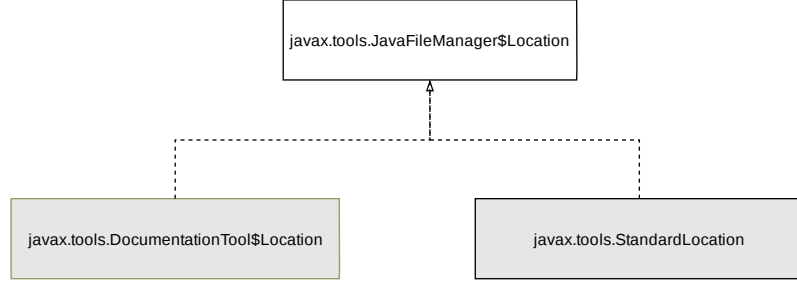 javax.tools.JavaFileManager$Location
javax.tools.DocumentationTool$Location
javax.tools.StandardLocation